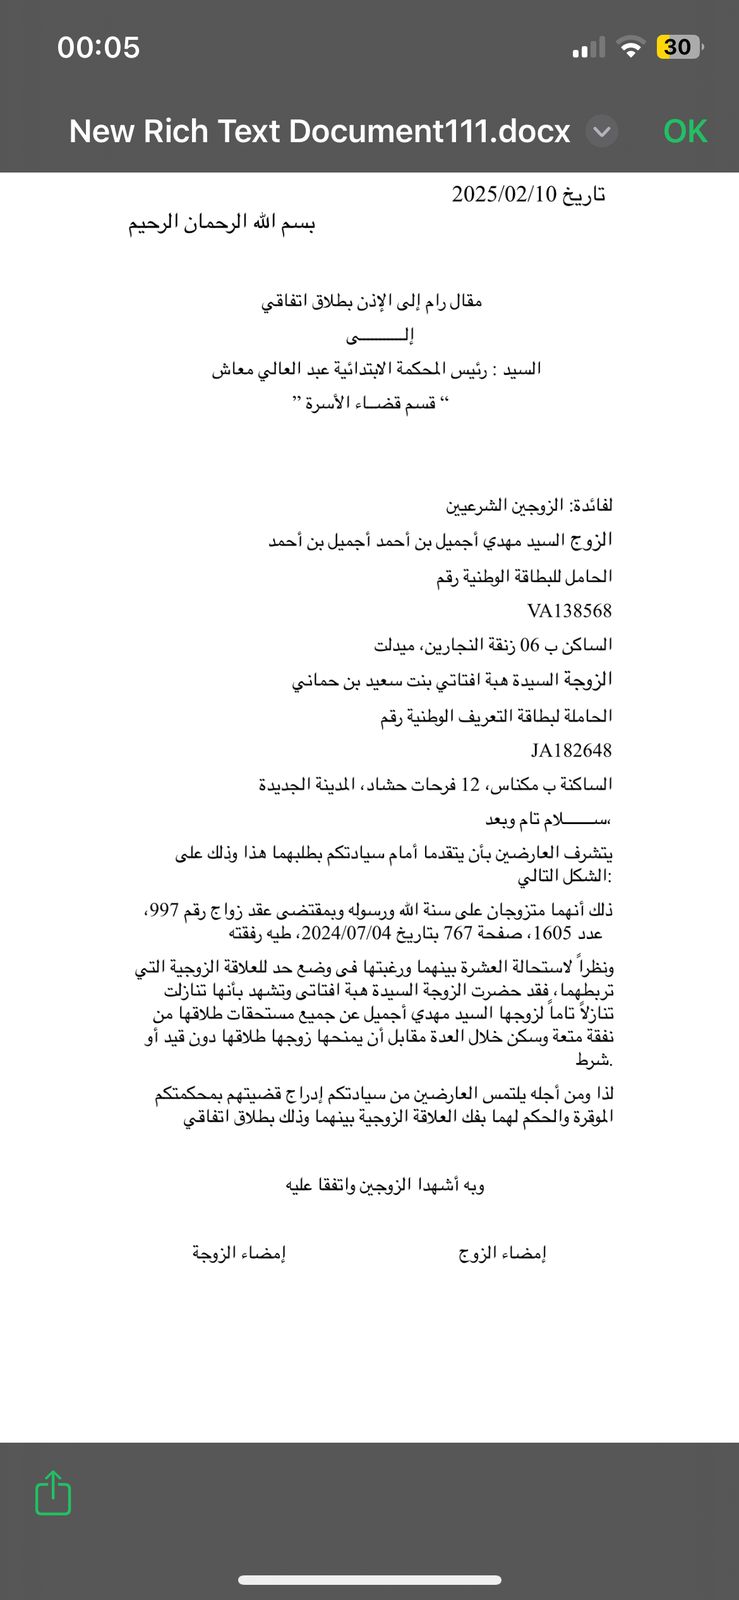 00:05
30
New Rich Text Document111.docx
OK
تاريخ 2025/02/10
بسم الله الرحمان الرحيم
مقال رام إلى الإذن بطلاق اتفاقي
إلـــــــــى
السيد : رئيس المحكمة الابتدائية عبد العالي معاش
“ قسم قضــاء الأسرة ”
لفائدة: الزوجين الشرعيين
الزوج السيد مهدي أجميل بن أحمد أجميل بن أحمد
الحامل للبطاقة الوطنية رقم
VA138568
الساكن ب 06 زنقة النجارين، ميدلت
الزوجة السيدة هبة افتاتي بنت سعيد بن حماني
الحاملة لبطاقة التعريف الوطنية رقم
JA182648
الساكنة ب مكناس، 12 فرحات حشاد، المدينة الجديدة
،ســـــــلام تام وبعد
يتشرف العارضين بأن يتقدما أمام سيادتكم بطلبهما هذا وذلك على
:الشكل التالي
ذلك أنهما متزوجان على سنة الله ورسوله وبمقتضى عقد زواج رقم 997،
عدد 1605، صفحة 767 بتاريخ 2024/07/04، طيه رفقته
ونظراً لاستحالة العشرة بينهما ورغبتها في وضع حد للعلاقة الزوجية التي
تربطهما، فقد حضرت الزوجة السيدة هبة افتاتي وتشهد بأنها تنازلت
تنازلاً تاماً لزوجها السيد مهدي أجميل عن جميع مستحقات طلاقها من
نفقة متعة وسكن خلال العدة مقابل أن يمنحها زوجها طلاقها دون قيد أو
.شرط
لذا ومن أجله يلتمس العارضين من سيادتكم إدراج قضيتهم بمحكمتكم
الموقرة والحكم لهما بفك العلاقة الزوجية بينهما وذلك بطلاق اتفاقي
وبه أشهدا الزوجين واتفقا عليه
إمضاء الزوج
إمضاء الزوجة